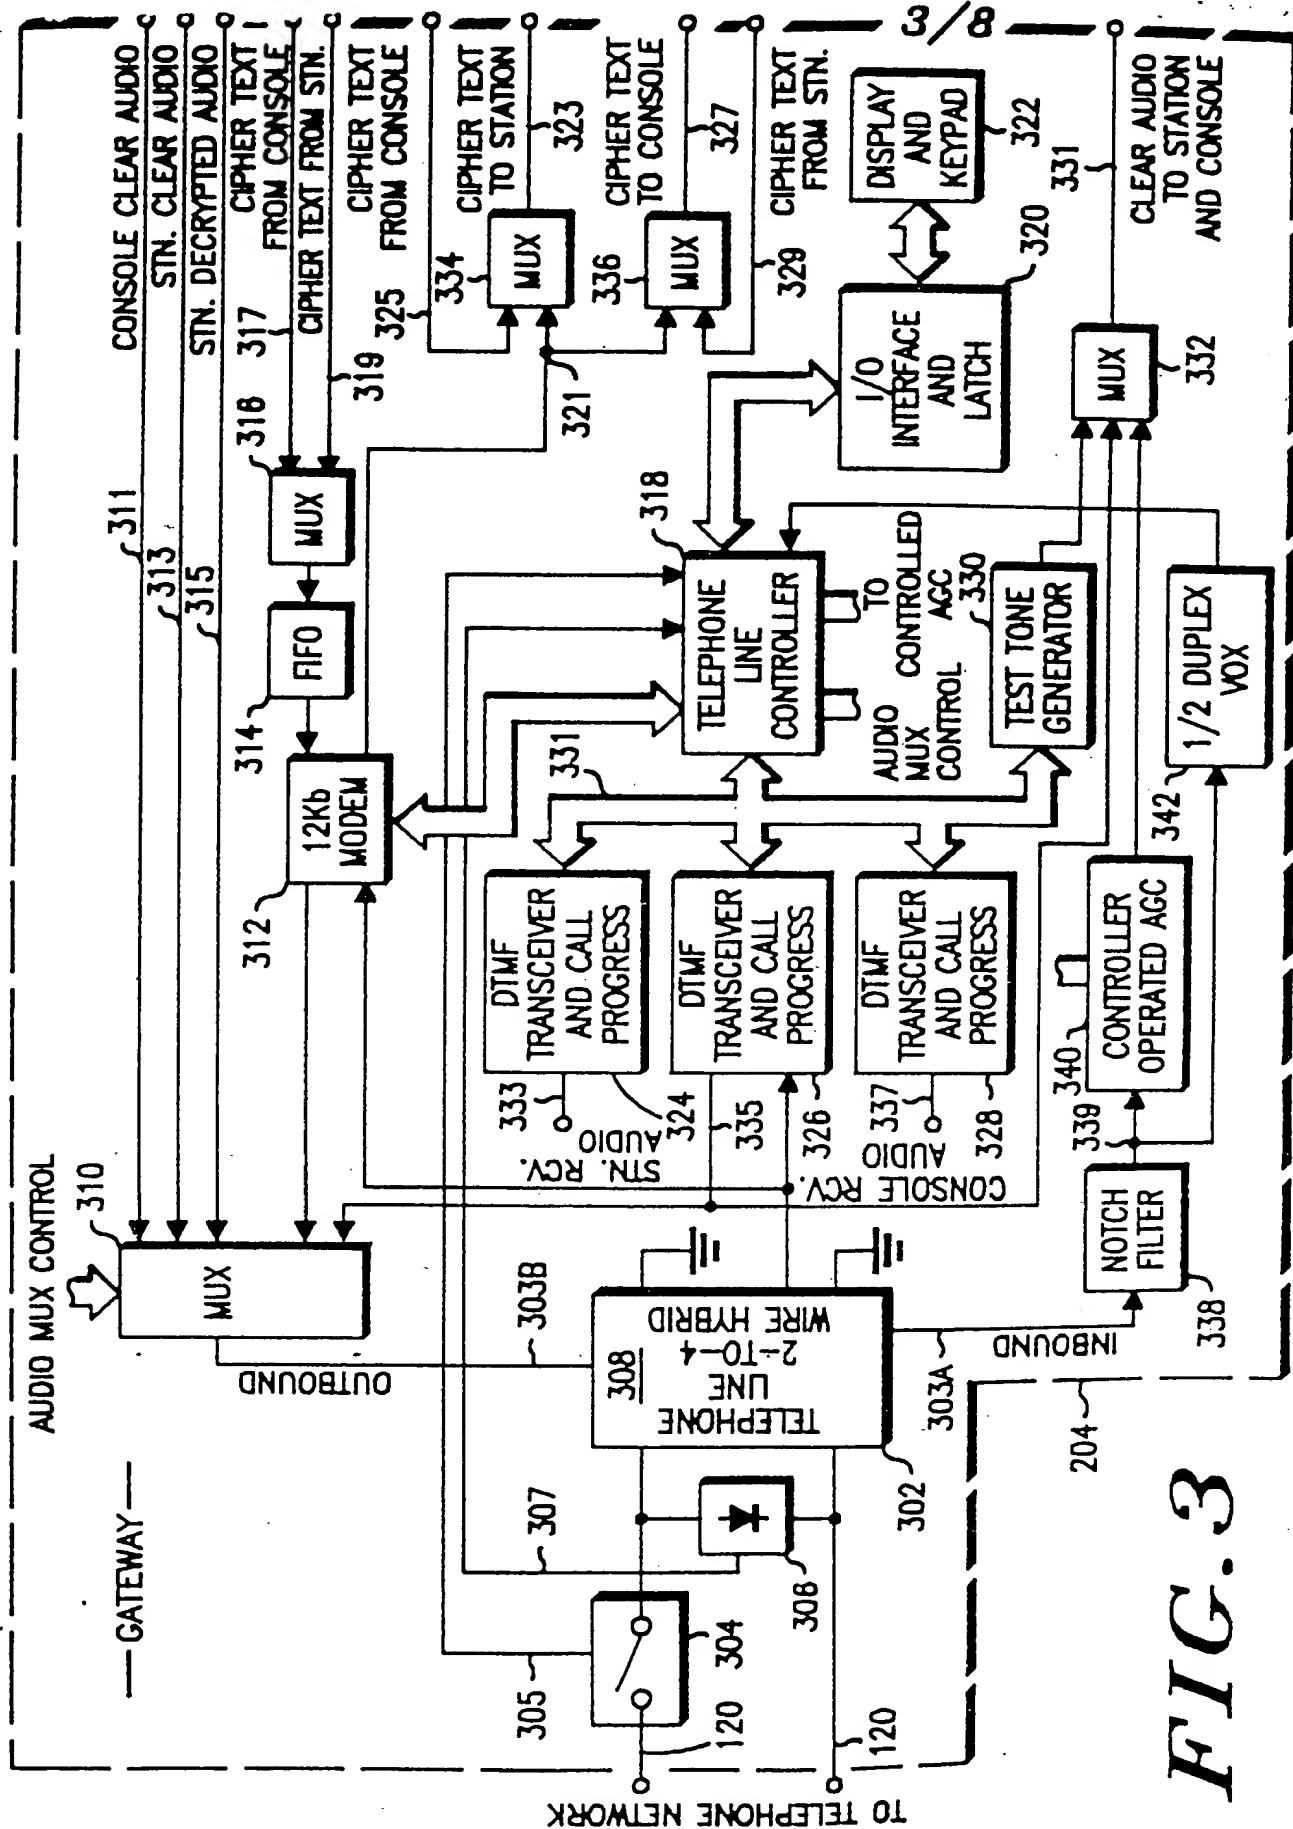 3/8
AUDIO MUX CONTROL
— GATEWAY —
310
MUX
OUTBOUND
303B
311
313
315
CONSOLE CLEAR AUDIO
STN. CLEAR AUDIO
STN. DECRYPTED AUDIO
CIPHER TEXT
FROM CONSOLE
317
CIPHER TEXT FROM STN.
319
316
MUX
FIFO
314
12Kb
MODEM
312
CIPHER TEXT
FROM CONSOLE
325
CIPHER TEXT
TO STATION
323
334
MUX
321
CIPHER TEXT
TO CONSOLE
327
336
MUX
329
CIPHER TEXT
FROM STN.
DISPLAY
AND
KEYPAD
322
I/O
INTERFACE
AND
LATCH
320
318
TELEPHONE
LINE
CONTROLLER
TO
CONTROLLED
AGC
AUDIO
MUX
CONTROL
331
DTMF
TRANSCEIVER
AND CALL
PROGRESS
333
324
STN. RCV.
AUDIO
DTMF
TRANSCEIVER
AND CALL
PROGRESS
335
326
DTMF
TRANSCEIVER
AND CALL
PROGRESS
337
328
CONSOLE RCV.
AUDIO
330
TEST TONE
GENERATOR
MUX
332
331
CLEAR AUDIO
TO STATION
AND CONSOLE
1/2 DUPLEX
VOX
342
CONTROLLER
OPERATED AGC
340
339
NOTCH
FILTER
338
INBOUND
303A
TELEPHONE
LINE
2-TO-4
WIRE HYBRID
308
302
307
308
305
304
120
120
TO TELEPHONE NETWORK
204
FIG. 3